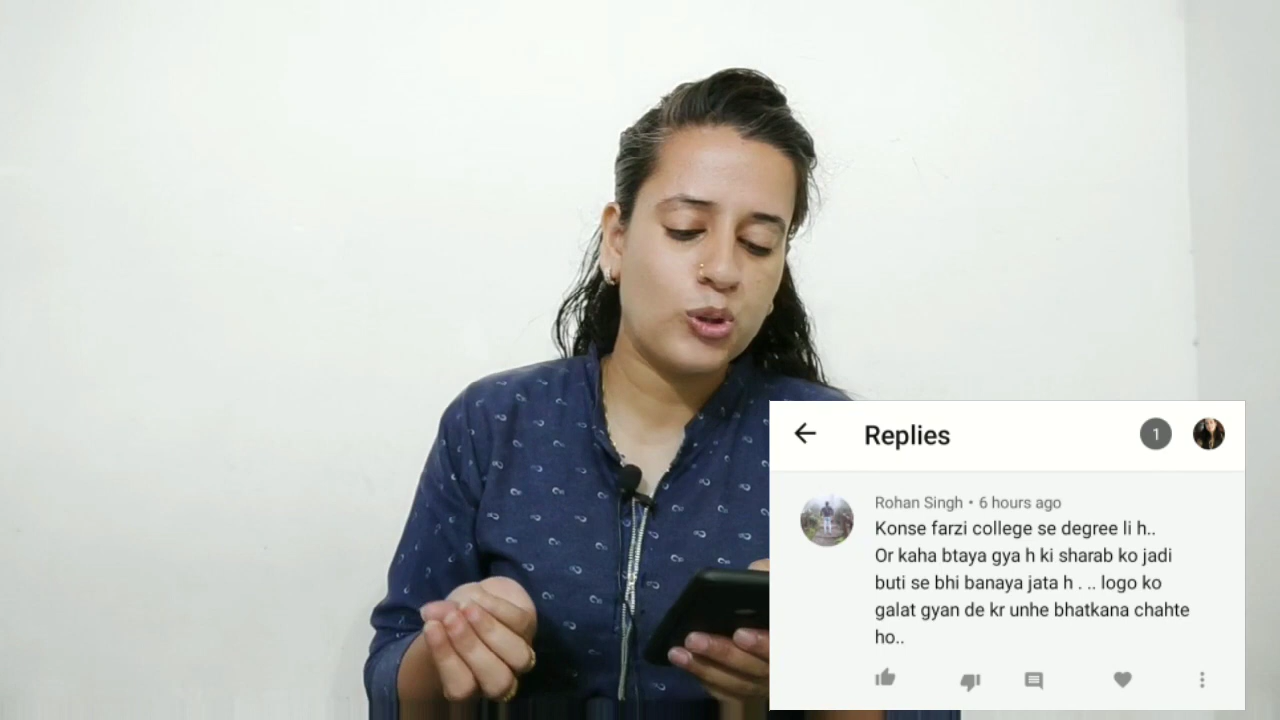 Replies
1
Rohan Singh • 6 hours ago
Konse farzi college se degree li h..
Or kaha btaya gya h ki sharab ko jadi
buti se bhi banaya jata h . .. logo ko
galat gyan de kr unhe bhatkana chahte
ho..